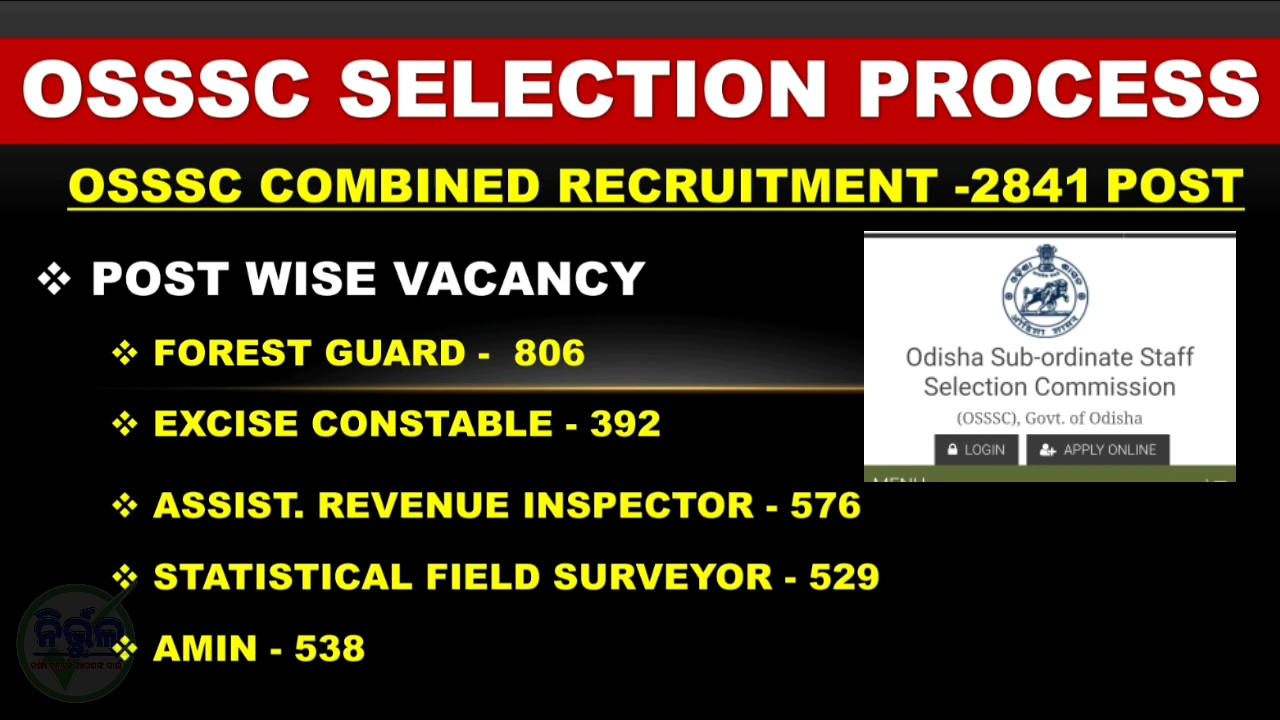 OSSSC SELECTION PROCESS
OSSSC COMBINED RECRUITMENT -2841 POST
❖ POST WISE VACANCY
❖ FOREST GUARD - 806
❖ EXCISE CONSTABLE - 392
❖ ASSIST. REVENUE INSPECTOR - 576
❖ STATISTICAL FIELD SURVEYOR - 529
❖ AMIN - 538
Odisha Sub-ordinate Staff
Selection Commission
(OSSSC), Govt. of Odisha
LOGIN
APPLY ONLINE
MENU
ନିର୍ଭୁଲ